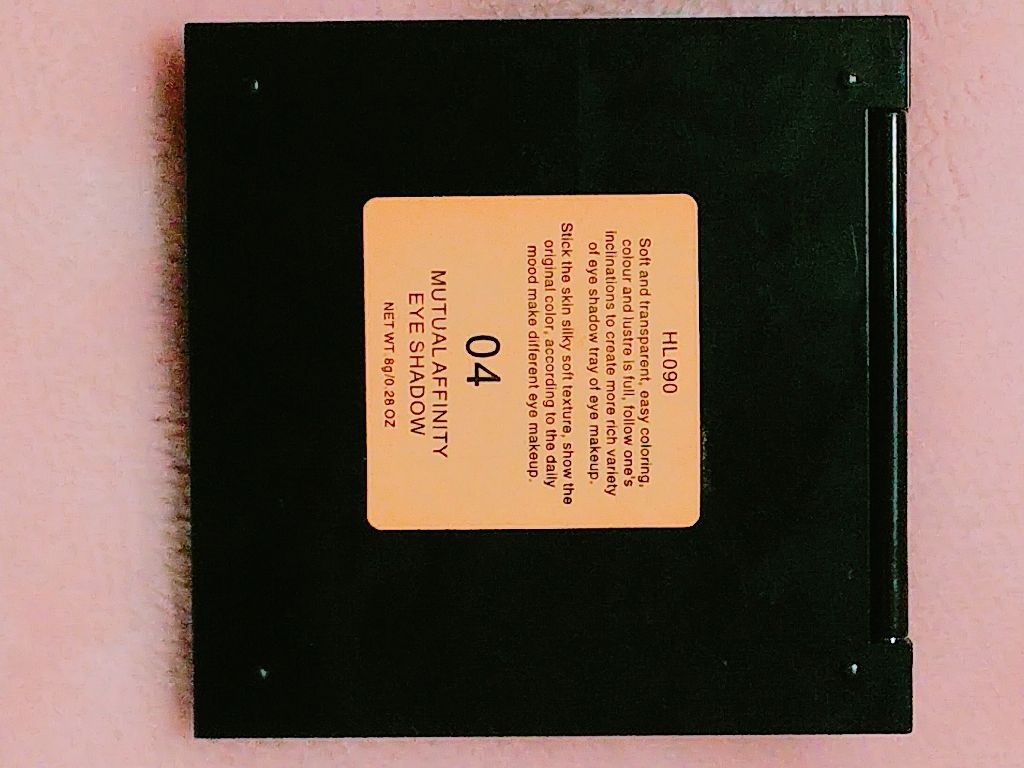 HL090
Soft and transparent, easy coloring,
colour and lustre is full, follow one's
inclinations to create more rich variety
of eye shadow tray of eye makeup.
Stick the skin silky soft texture, show the
original color, according to the daily
mood make different eye makeup.
04
MUTUAL AFFINITY
EYE SHADOW
NET WT. 8g/0.28 OZ